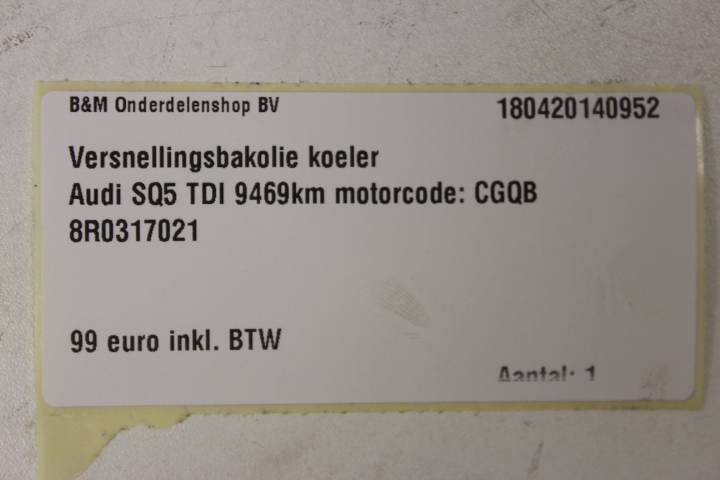 B&M Onderdelenshop BV 180420140952
Versnellingsbakolie koeler
Audi SQ5 TDI 9469km motorcode: CGQB
8R0317021
99 euro inkl. BTW
Aantal: 1